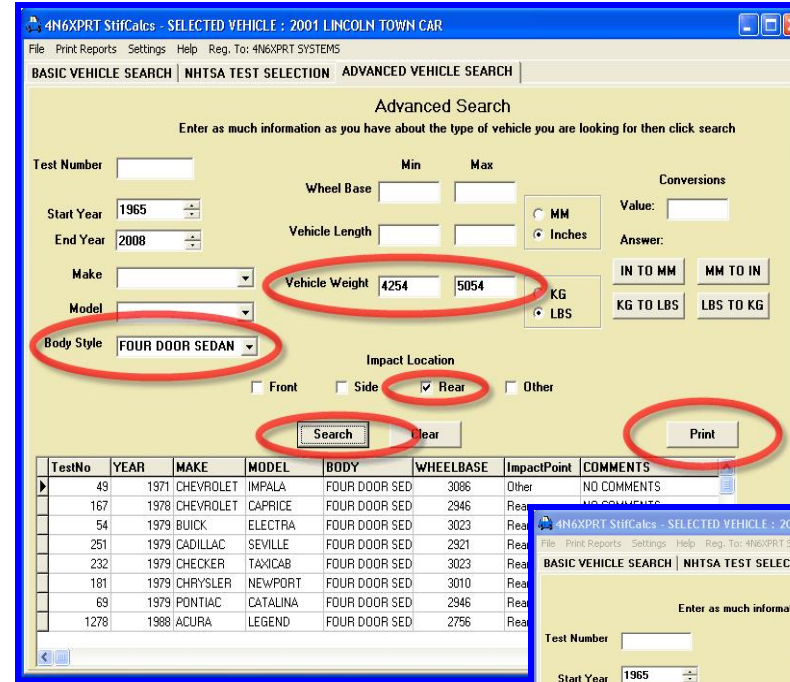 4N6XPRT StifCalcs - SELECTED VEHICLE : 2001 LINCOLN TOWN CAR
File Print Reports Settings Help Reg. To: 4N6XPRT SYSTEMS
BASIC VEHICLE SEARCH NHTSA TEST SELECTION ADVANCED VEHICLE SEARCH
Advanced Search
Enter as much information as you have about the type of vehicle you are looking for then click search
Test Number
Min Max
Wheel Base
Conversions
Value:
Start Year 1965
MM
Vehicle Length
Inches
End Year 2008
Answer:
Make
Vehicle Weight 4254 5054
IN TO MM MM TO IN
KG
Model
LBS
KG TO LBS LBS TO KG
Body Style FOUR DOOR SEDAN
Impact Location
Front Side Rear Other
Search Clear Print
TestNo YEAR MAKE MODEL BODY WHEELBASE ImpactPoint COMMENTS
49 1971 CHEVROLET IMPALA FOUR DOOR SED 3086 Other NO COMMENTS
167 1978 CHEVROLET CAPRICE FOUR DOOR SED 2946 Rear NO COMMENTS
54 1979 BUICK ELECTRA FOUR DOOR SED 3023 Rear
251 1979 CADILLAC SEVILLE FOUR DOOR SED 2921 Rear
232 1979 CHECKER TAXICAB FOUR DOOR SED 3023 Rear
181 1979 CHRYSLER NEWPORT FOUR DOOR SED 3010 Rear
69 1979 PONTIAC CATALINA FOUR DOOR SED 2946 Rear
1278 1988 ACURA LEGEND FOUR DOOR SED 2756 Rear
4N6XPRT StifCalcs - SELECTED VEHICLE : 20
File Print Reports Settings Help Reg. To: 4N6XPRT S
BASIC VEHICLE SEARCH NHTSA TEST SELEC
Enter as much informa
Test Number
Start Year 1965